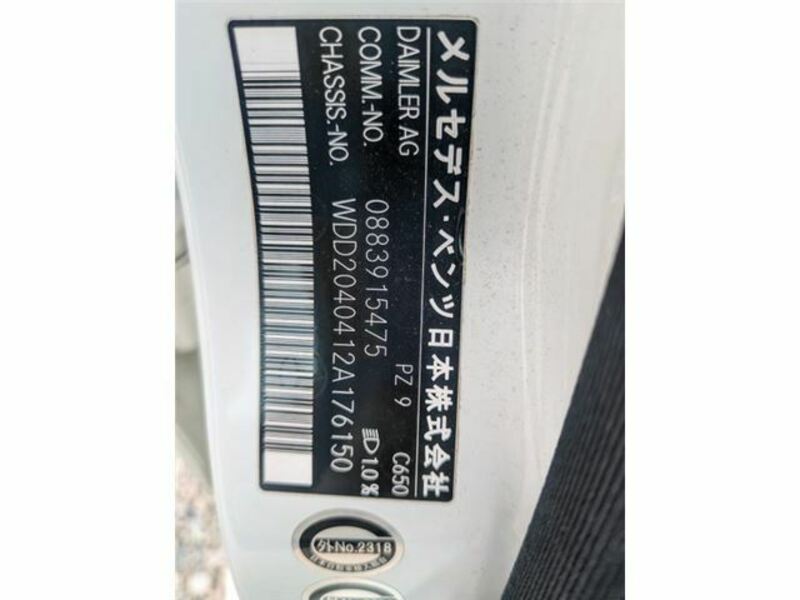 メルセデス・ベンツ日本株式会社
DAIMLER AG PZ 9 C650
COMM.-NO. 0883915475
CHASSIS.-NO. WDD2040412A176150
1.0 %
外No.2318